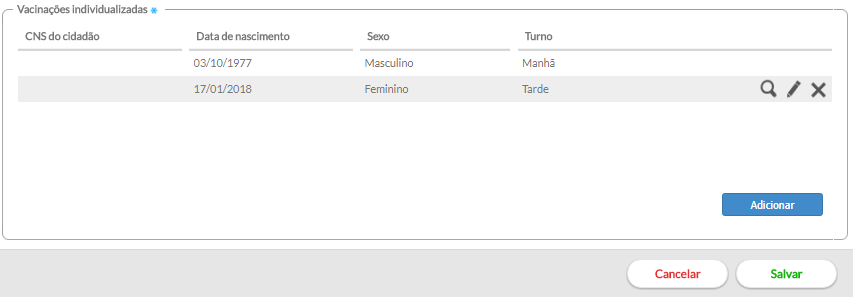 Vacinações individualizadas *
CNS do cidadão Data de nascimento Sexo Turno
03/10/1977 Masculino Manhã
17/01/2018 Feminino Tarde
Adicionar
Cancelar Salvar